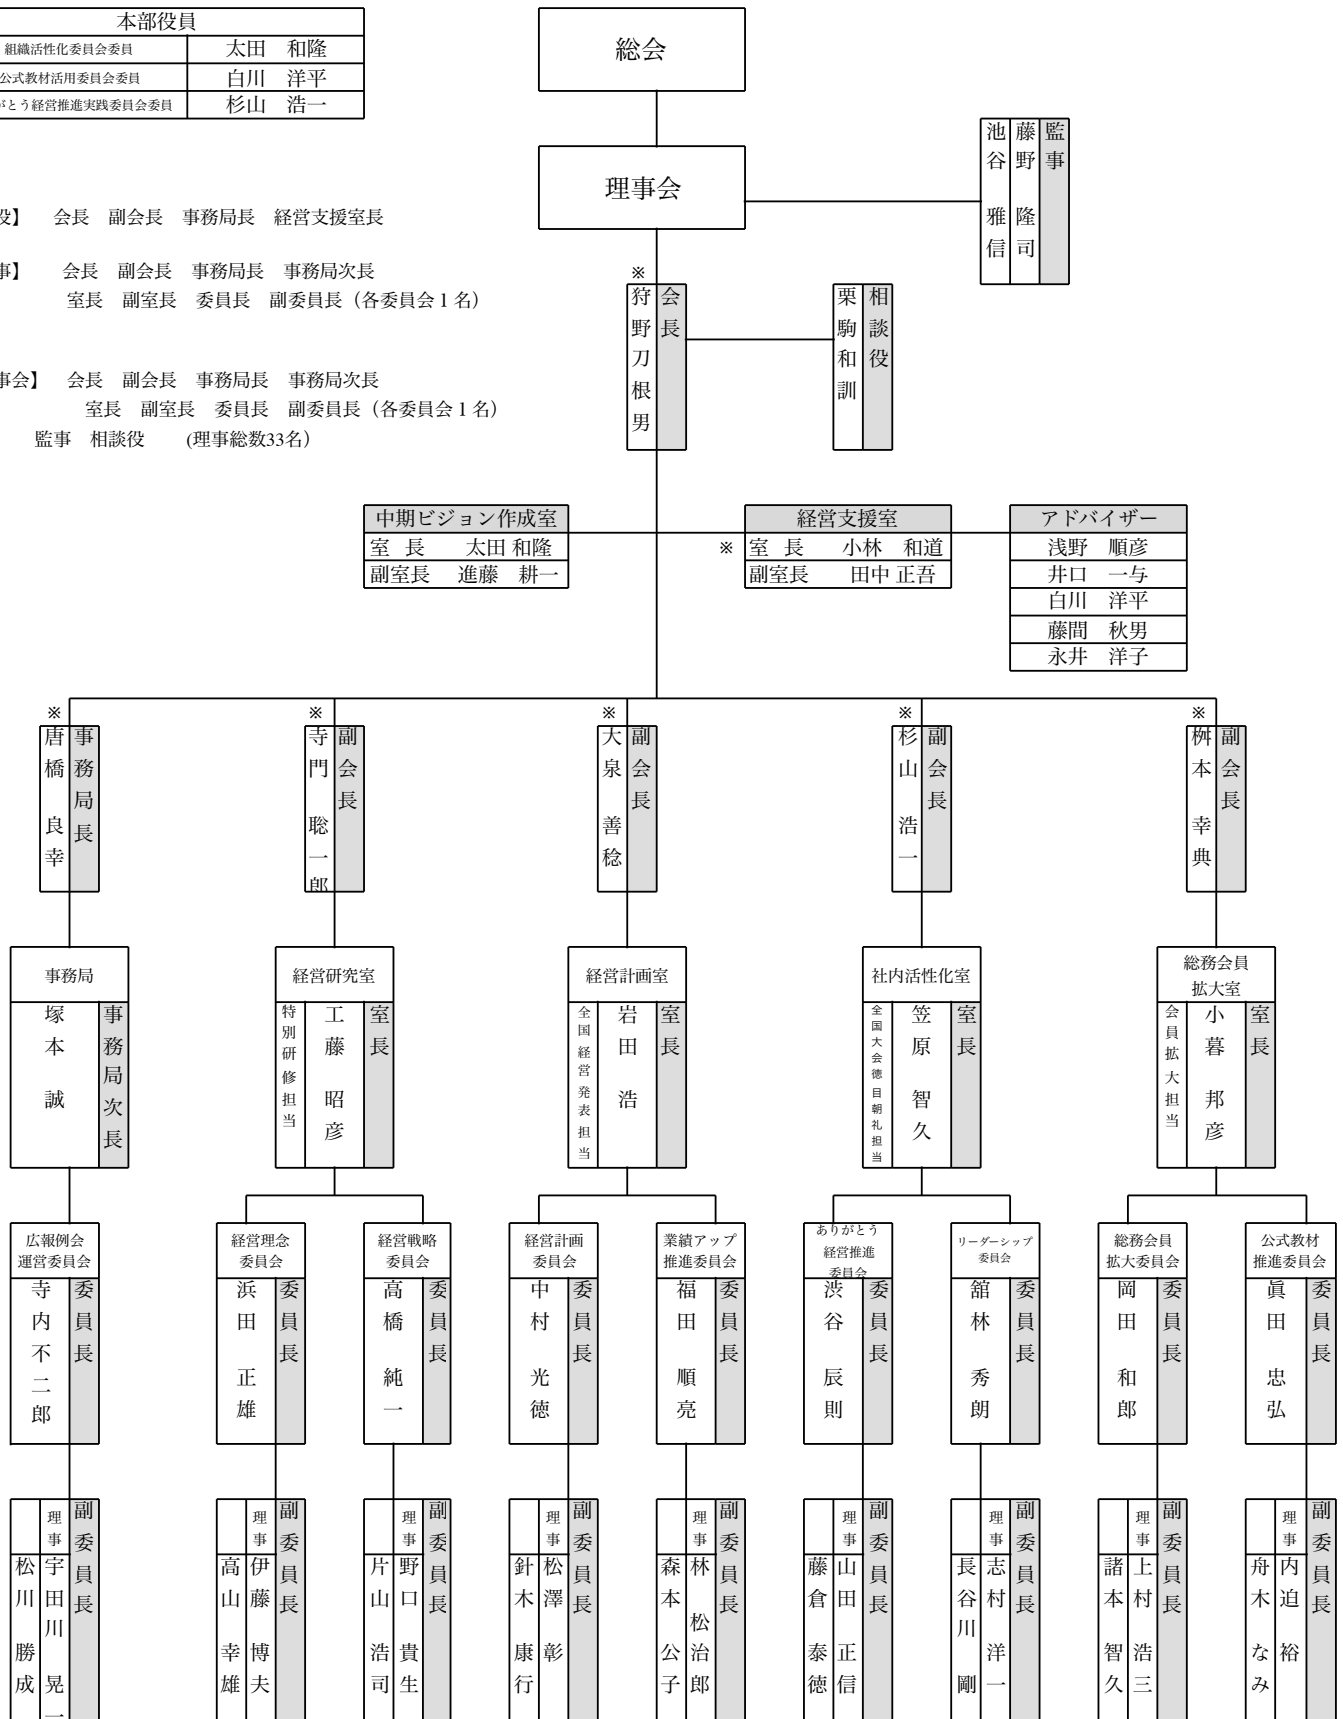 本部役員
組織活性化委員会委員 太田 和隆
公式教材活用委員会委員 白川 洋平
がとう経営推進実践委員会委員 杉山 浩一
総会
理事会
監事
藤野 隆司
池谷 雅信
役】 会長 副会長 事務局長 経営支援室長
事】 会長 副会長 事務局長 事務局次長
室長 副室長 委員長 副委員長（各委員会１名）
事会】 会長 副会長 事務局長 事務局次長
室長 副室長 委員長 副委員長（各委員会１名）
監事 相談役 (理事総数33名）
※
会長
狩野刀根男
相談役
栗駒和訓
中期ビジョン作成室
室 長 太田 和隆
副室長 進藤 耕一
経営支援室
※ 室 長 小林 和道
副室長 田中 正吾
アドバイザー
浅野 順彦
井口 一与
白川 洋平
藤間 秋男
永井 洋子
※
事務局長
唐橋 良幸
※
副会長
寺門 聡一郎
※
副会長
大泉 善稔
※
副会長
杉山 浩一
※
副会長
桝本 幸典
事務局
事務局次長
塚本 誠
経営研究室
室長
工藤 昭彦
特別研修担当
経営計画室
室長
岩田 浩
全国経営発表担当
社内活性化室
室長
笠原 智久
全国大会徳目朝礼担当
総務会員
拡大室
室長
小暮 邦彦
会員拡大担当
広報例会
運営委員会
委員長
寺内不二郎
経営理念
委員会
委員長
浜田 正雄
経営戦略
委員会
委員長
高橋 純一
経営計画
委員会
委員長
中村 光徳
業績アップ
推進委員会
委員長
福田 順亮
ありがとう
経営推進
委員会
委員長
渋谷 辰則
リーダーシップ
委員会
委員長
舘林 秀朗
総務会員
拡大委員会
委員長
岡田 和郎
公式教材
推進委員会
委員長
眞田 忠弘
副委員長
理事
宇田川 晃一
松川 勝成
副委員長
理事
伊藤 博夫
高山 幸雄
副委員長
理事
野口 貴生
片山 浩司
副委員長
理事
松澤 彰
針木 康行
副委員長
理事
林 松治郎
森本 公子
副委員長
理事
山田 正信
藤倉 泰徳
副委員長
理事
志村 洋一
長谷川 剛
副委員長
理事
上村 浩三
諸本 智久
副委員長
理事
内迫 裕
舟木 なみ